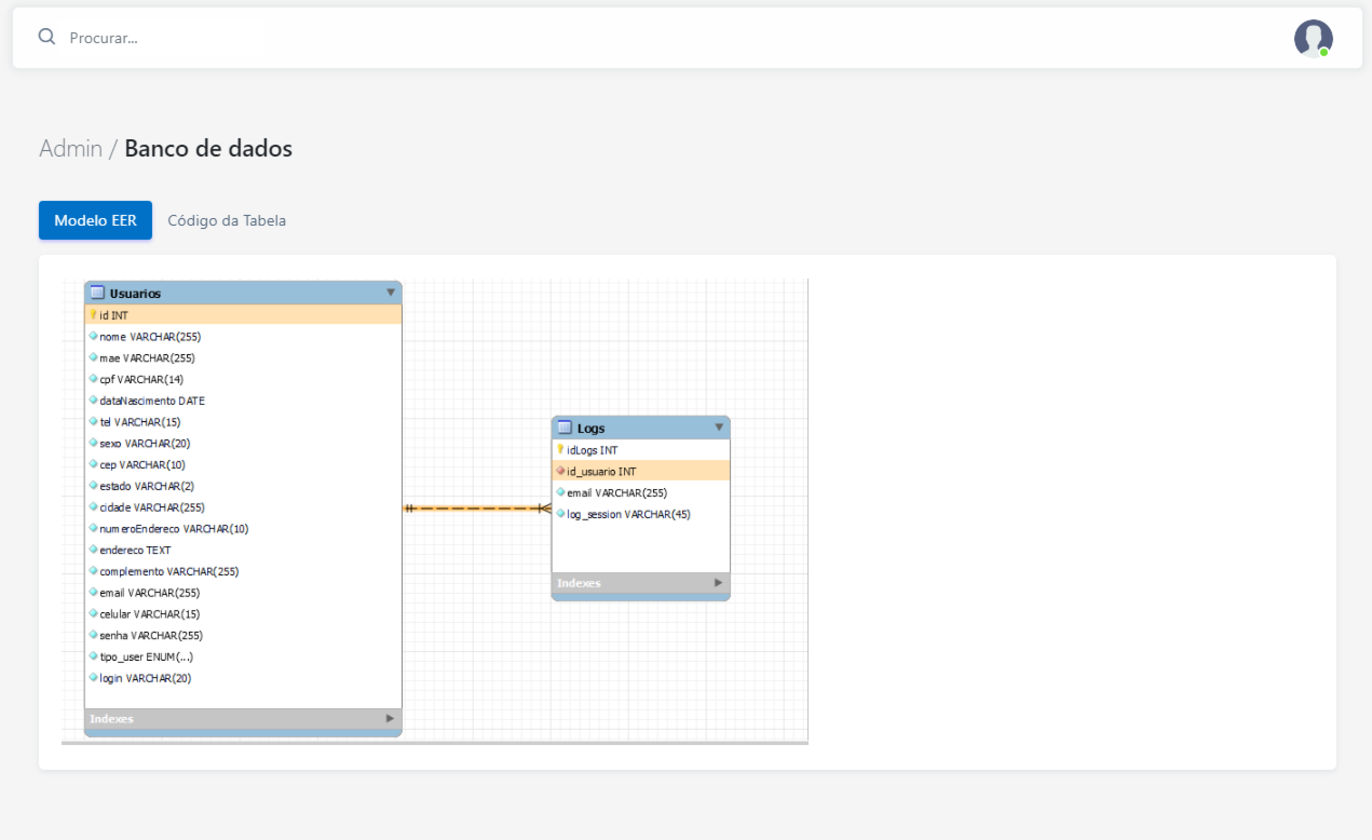 Procurar...
Admin / Banco de dados
Modelo EER
Código da Tabela
Usuarios
id INT
nome VARCHAR(255)
mae VARCHAR(255)
cpf VARCHAR(14)
dataNascimento DATE
tel VARCHAR(15)
sexo VARCHAR(20)
cep VARCHAR(10)
estado VARCHAR(2)
cidade VARCHAR(255)
numeroEndereco VARCHAR(10)
endereco TEXT
complemento VARCHAR(255)
email VARCHAR(255)
celular VARCHAR(15)
senha VARCHAR(255)
tipo_user ENUM(...)
login VARCHAR(20)
Indexes
Logs
idLogs INT
id_usuario INT
email VARCHAR(255)
log_session VARCHAR(45)
Indexes